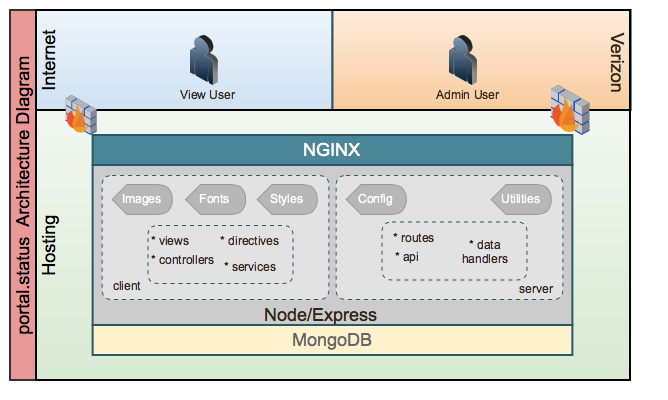 portal.status Architecture DIagram
Internet
View User
Admin User
Verizon
Hosting
NGINX
Images
Fonts
Styles
* views
* directives
* controllers
* services
client
Config
Utilities
* routes
* data
* api
handlers
server
Node/Express
MongoDB